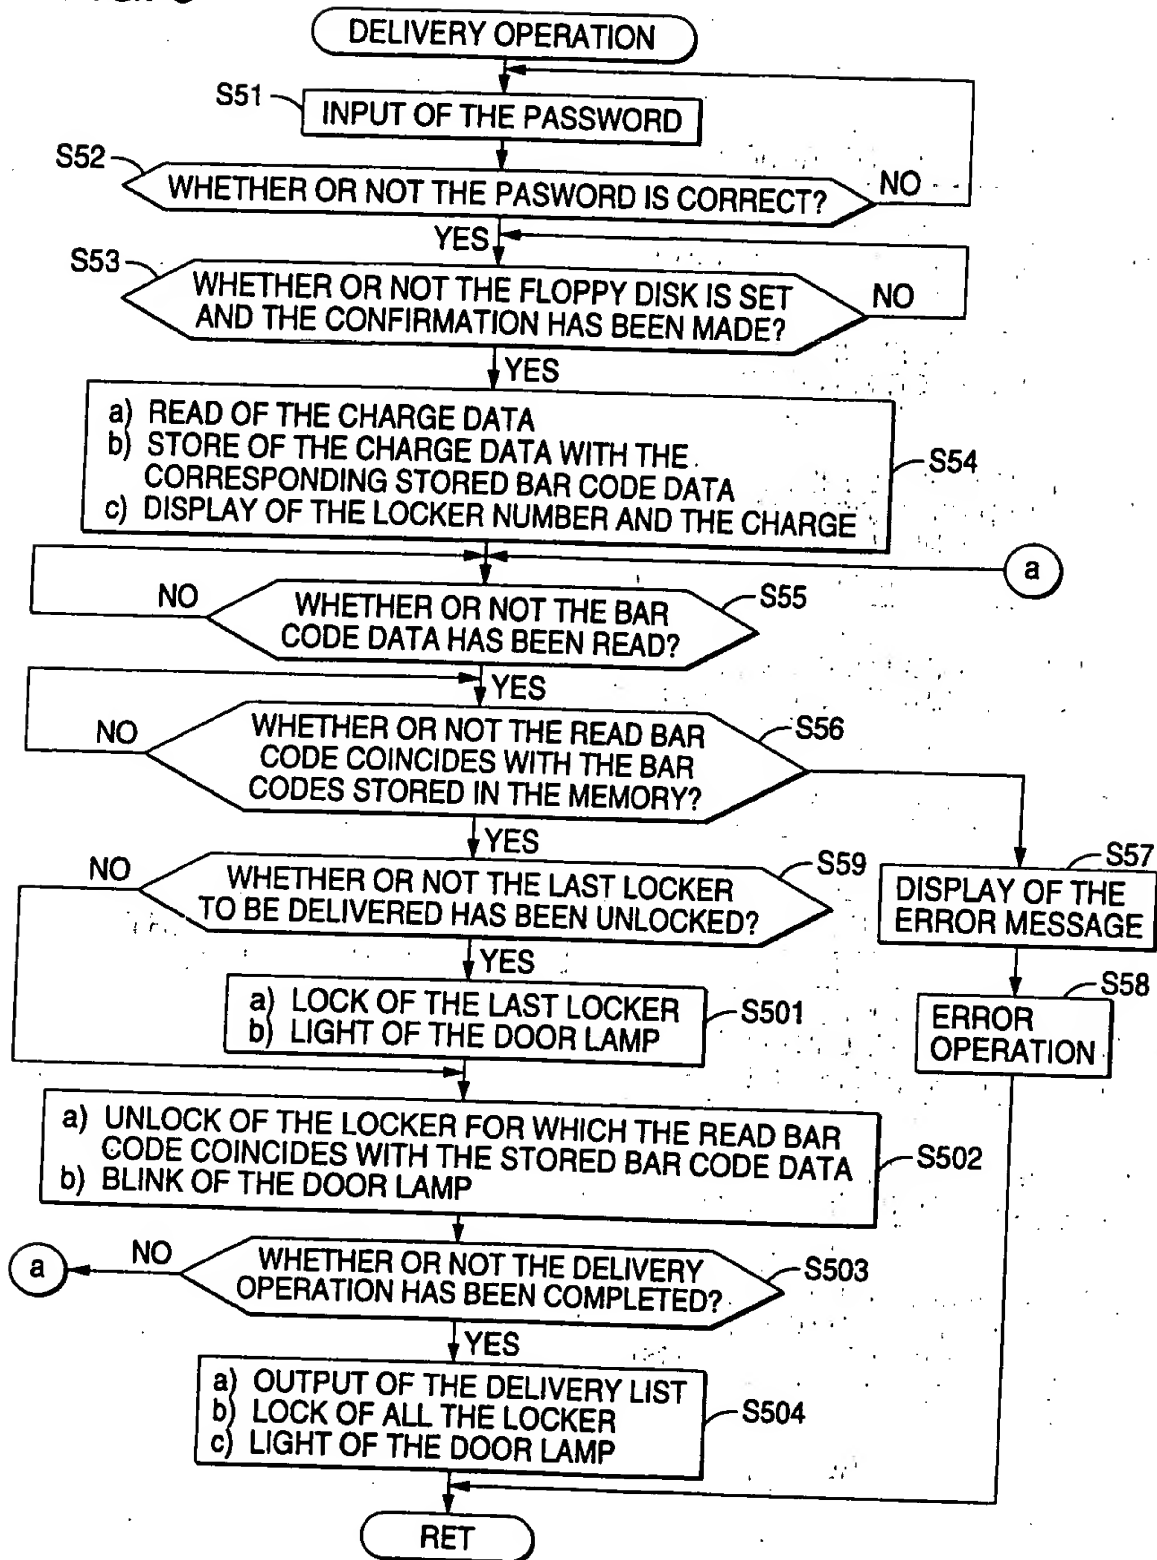 DELIVERY OPERATION
S51
INPUT OF THE PASSWORD
S52
WHETHER OR NOT THE PASWORD IS CORRECT?
NO
YES
S53
WHETHER OR NOT THE FLOPPY DISK IS SET
AND THE CONFIRMATION HAS BEEN MADE?
NO
YES
a) READ OF THE CHARGE DATA
b) STORE OF THE CHARGE DATA WITH THE
CORRESPONDING STORED BAR CODE DATA
c) DISPLAY OF THE LOCKER NUMBER AND THE CHARGE
S54
a
NO
WHETHER OR NOT THE BAR
CODE DATA HAS BEEN READ?
S55
YES
NO
WHETHER OR NOT THE READ BAR
CODE COINCIDES WITH THE BAR
CODES STORED IN THE MEMORY?
S56
YES
NO
WHETHER OR NOT THE LAST LOCKER
TO BE DELIVERED HAS BEEN UNLOCKED?
S59
S57
DISPLAY OF THE
ERROR MESSAGE
YES
a) LOCK OF THE LAST LOCKER
b) LIGHT OF THE DOOR LAMP
S501
S58
ERROR
OPERATION
a) UNLOCK OF THE LOCKER FOR WHICH THE READ BAR
CODE COINCIDES WITH THE STORED BAR CODE DATA
b) BLINK OF THE DOOR LAMP
S502
a
NO
WHETHER OR NOT THE DELIVERY
OPERATION HAS BEEN COMPLETED?
S503
YES
a) OUTPUT OF THE DELIVERY LIST
b) LOCK OF ALL THE LOCKER
c) LIGHT OF THE DOOR LAMP
S504
RET